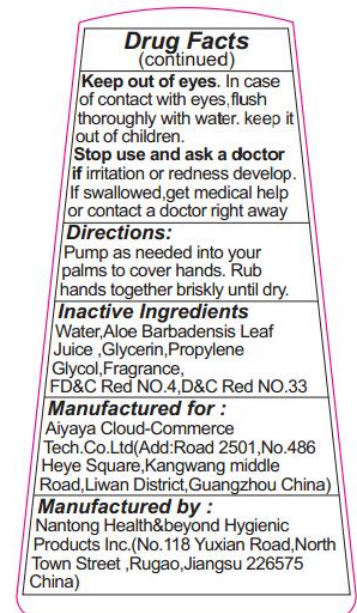 Drug Facts
(continued)
Keep out of eyes. In case
of contact with eyes,flush
thoroughly with water. keep it
out of children.
Stop use and ask a doctor
if irritation or redness develop.
If swallowed,get medical help
or contact a doctor right away
Directions:
Pump as needed into your
palms to cover hands. Rub
hands together briskly until dry.
Inactive Ingredients
Water,Aloe Barbadensis Leaf
Juice ,Glycerin,Propylene
Glycol,Fragrance,
FD&C Red NO.4,D&C Red NO.33
Manufactured for :
Aiyaya Cloud-Commerce
Tech.Co.Ltd(Add:Road 2501,No.486
Heye Square,Kangwang middle
Road,Liwan District,Guangzhou China)
Manufactured by :
Nantong Health&beyond Hygienic
Products Inc.(No.118 Yuxian Road,North
Town Street ,Rugao,Jiangsu 226575
China)